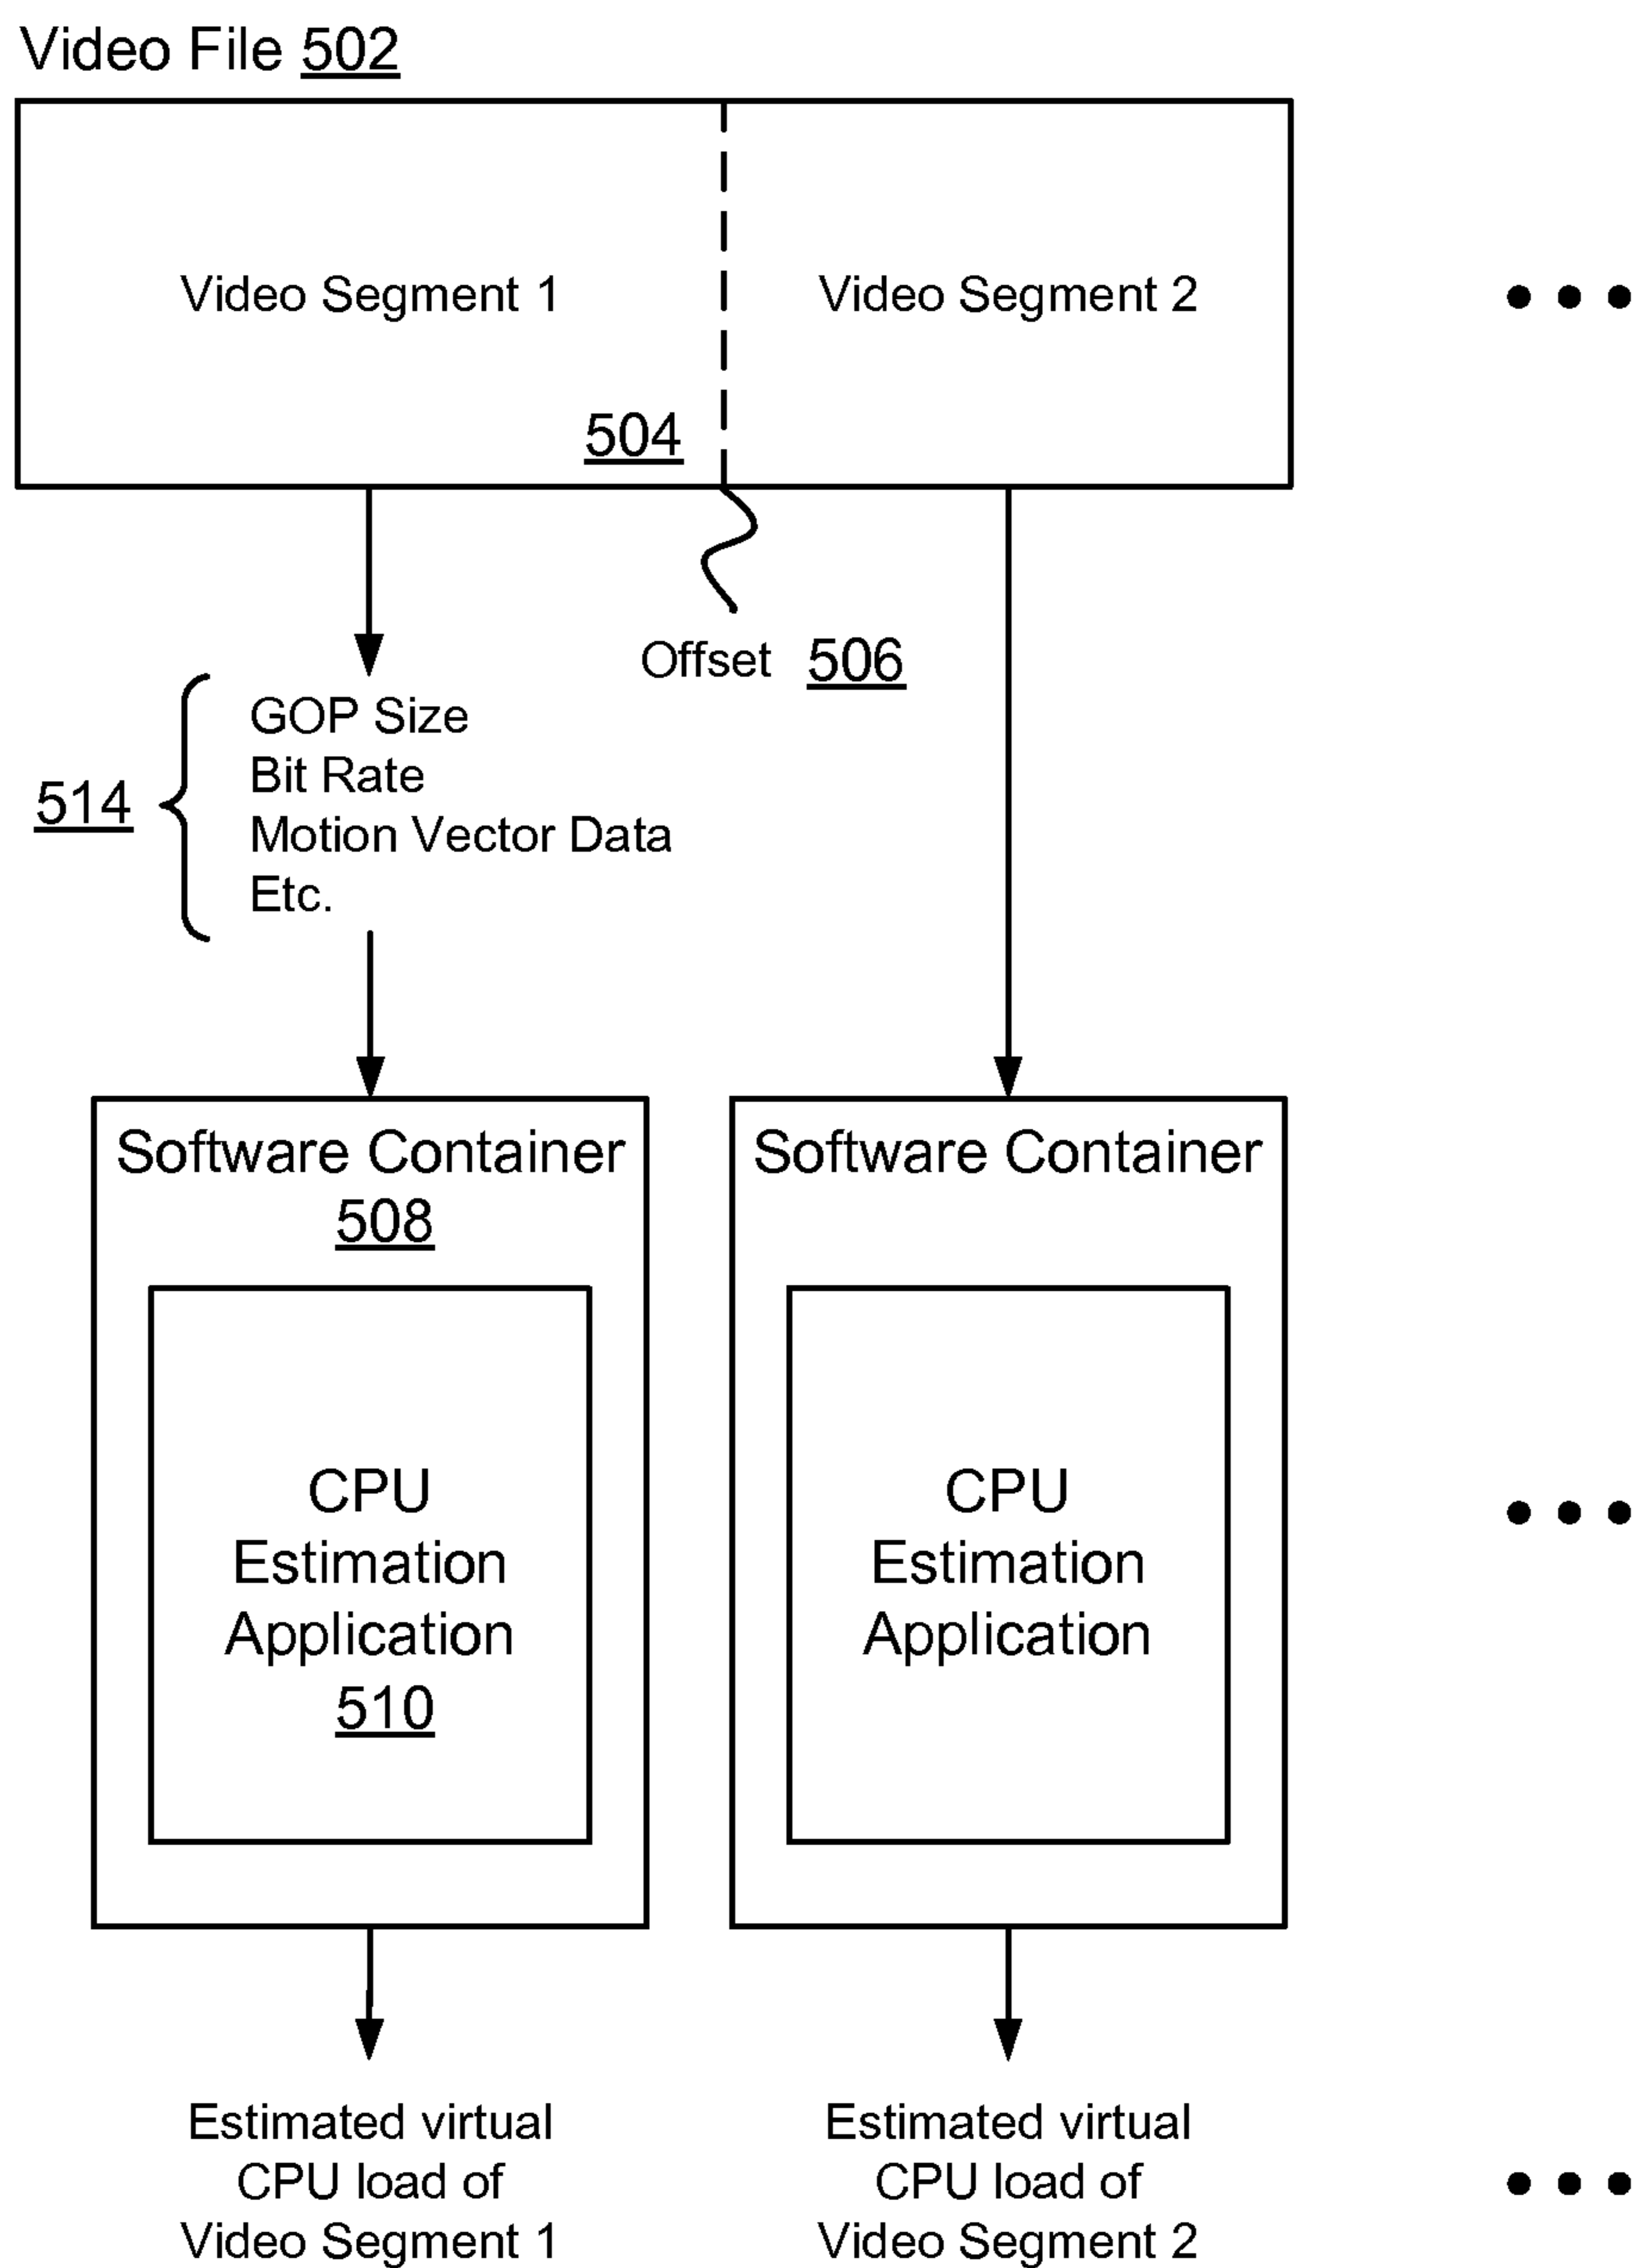 Video File 502
Video Segment 1
Video Segment 2
504
Offset 506
514
GOP Size
Bit Rate
Motion Vector Data
Etc.
Software Container
508
CPU
Estimation
Application
510
Software Container
CPU
Estimation
Application
Estimated virtual
CPU load of
Video Segment 1
Estimated virtual
CPU load of
Video Segment 2